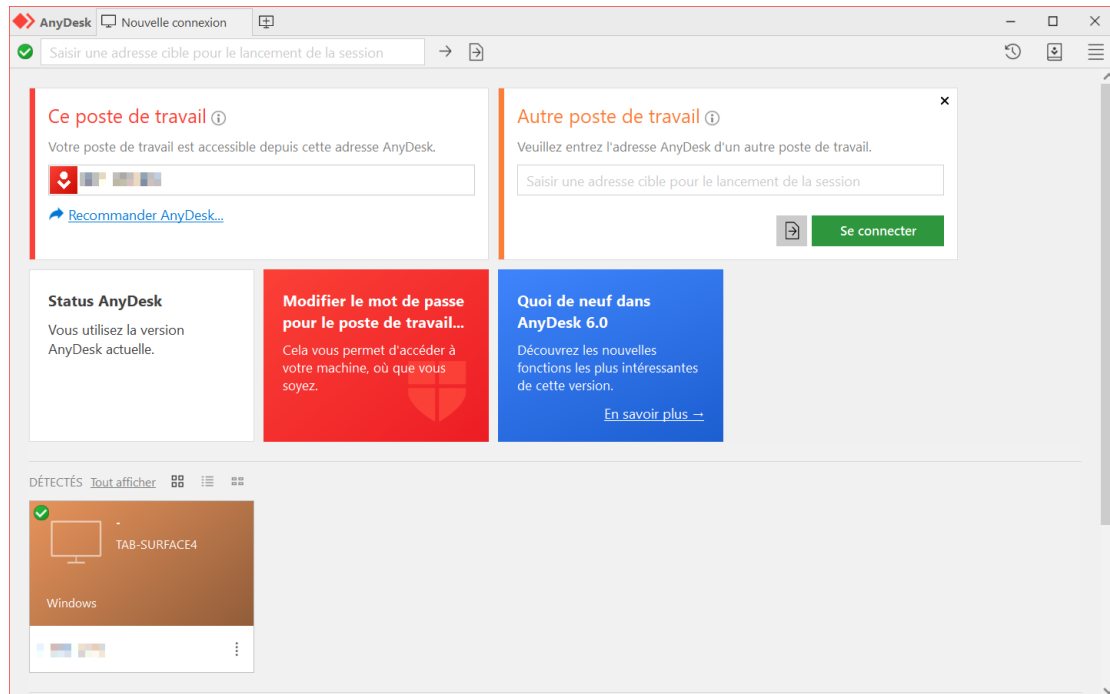 AnyDesk
Nouvelle connexion
Saisir une adresse cible pour le lancement de la session
Ce poste de travail
Votre poste de travail est accessible depuis cette adresse AnyDesk.
Recommander AnyDesk...
Autre poste de travail
Veuillez entrez l'adresse AnyDesk d'un autre poste de travail.
Saisir une adresse cible pour le lancement de la session
Se connecter
Status AnyDesk
Vous utilisez la version
AnyDesk actuelle.
Modifier le mot de passe
pour le poste de travail...
Cela vous permet d'accéder à
votre machine, où que vous
soyez.
Quoi de neuf dans
AnyDesk 6.0
Découvrez les nouvelles
fonctions les plus intéressantes
de cette version.
En savoir plus →
DÉTECTÉS Tout afficher
-
TAB-SURFACE4
Windows